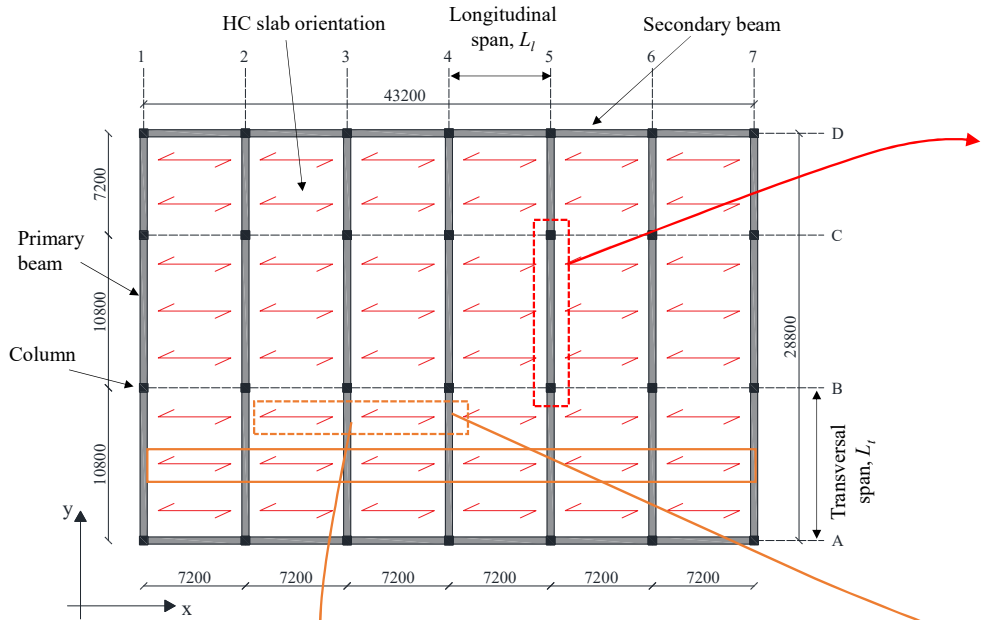 HC slab orientation
Longitudinal
span, Ll
Secondary beam
1
2
3
4
5
6
7
43200
D
7200
C
Primary
beam
10800
28800
Column
B
10800
Transversal
span, Lt
y
A
7200
7200
7200
7200
7200
7200
x